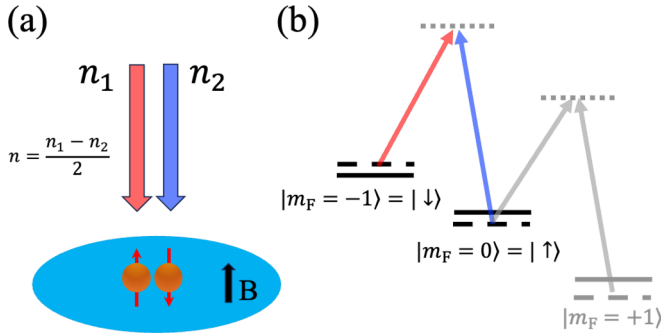 (a)
n₁ n₂
n = (n₁ − n₂)/2
B
(b)
|m_F = −1⟩ = |↓⟩
|m_F = 0⟩ = |↑⟩
|m_F = +1⟩